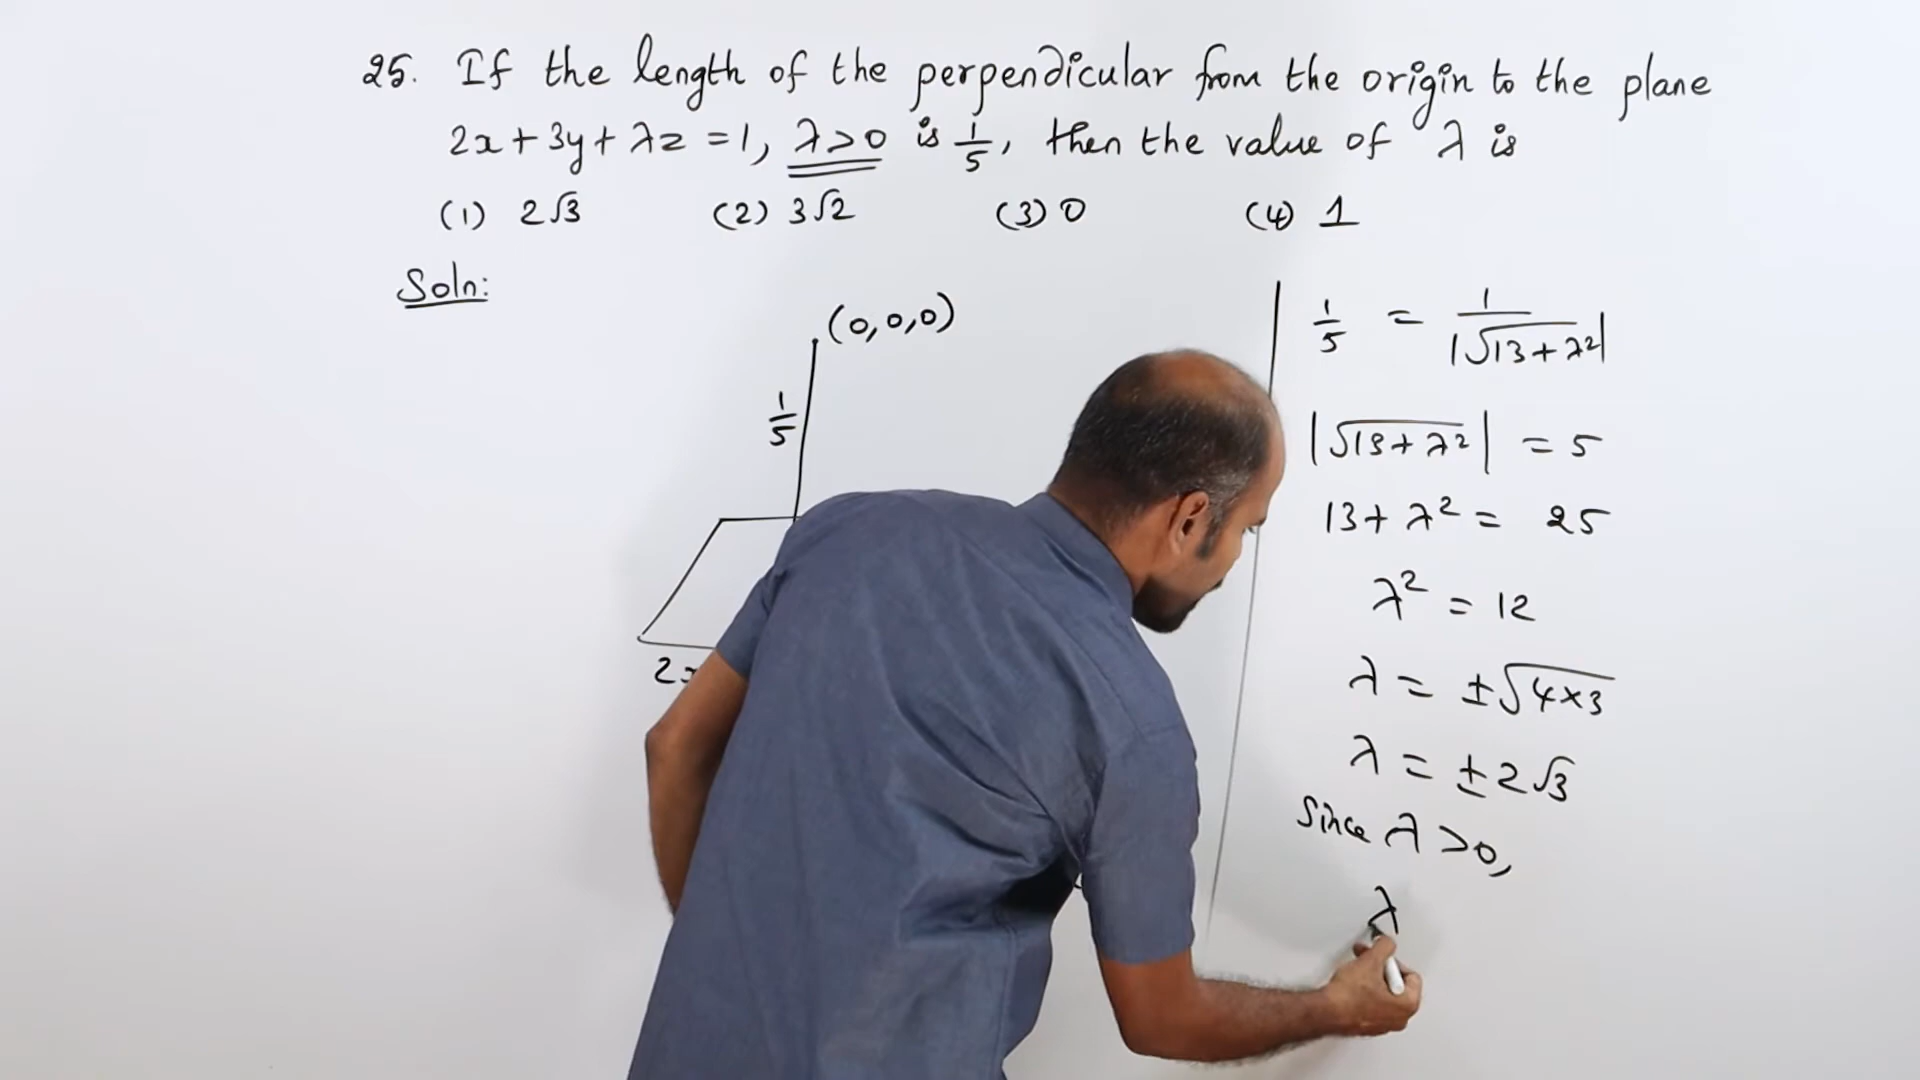 25. If the length of the perpendicular from the origin to the plane
2x + 3y + λz = 1, λ>0 is 1/5, then the value of λ is
(1) 2√3 (2) 3√2 (3) 0 (4) 1
Soln:
(0,0,0)
1/5
1/5 = 1/|√13+λ²|
|√13+λ²| = 5
13+ λ² = 25
λ² = 12
λ = ±√4×3
λ = ±2√3
Since λ >0,
λ